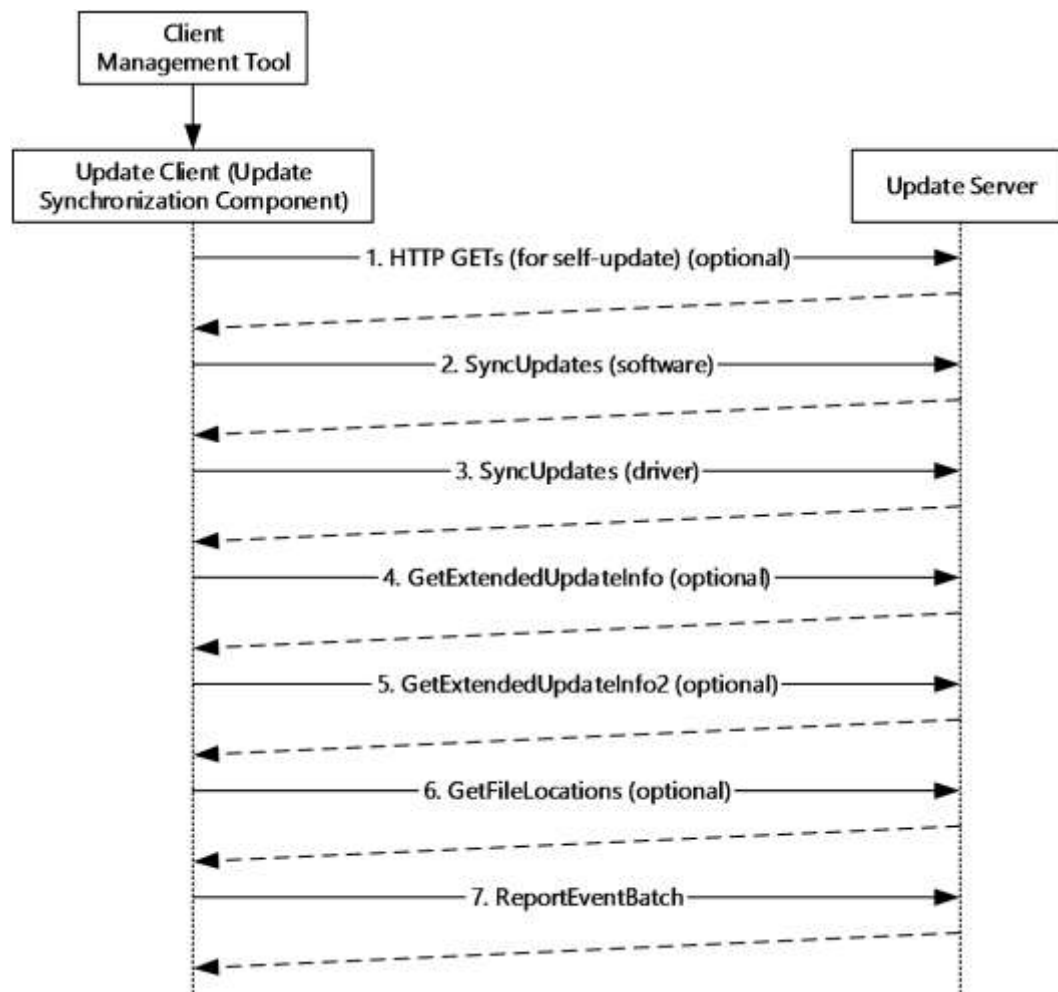 Client
Management Tool
Update Client (Update
Synchronization Component)
Update Server
1. HTTP GETs (for self-update) (optional)
2. SyncUpdates (software)
3. SyncUpdates (driver)
4. GetExtendedUpdateInfo (optional)
5. GetExtendedUpdateInfo2 (optional)
6. GetFileLocations (optional)
7. ReportEventBatch